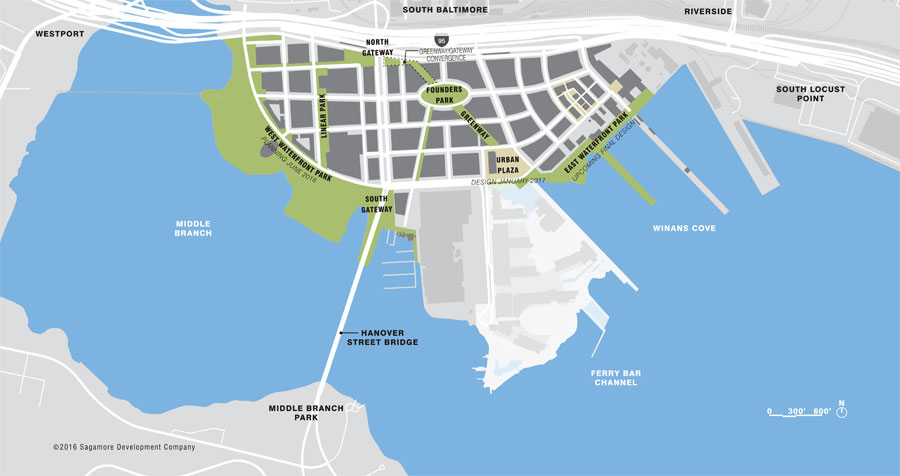 SOUTH BALTIMORE
RIVERSIDE
WESTPORT
NORTH
GATEWAY
95
GREENWAY/GATEWAY
CONVERGENCE
SOUTH LOCUST
POINT
FOUNDERS
PARK
LINEAR PARK
GREENWAY
WEST WATERFRONT PARK
PLANNING JUNE 2016
EAST WATERFRONT PARK
UPCOMING FINAL DESIGN
URBAN
PLAZA
DESIGN JANUARY 2017
SOUTH
GATEWAY
MIDDLE
BRANCH
WINANS COVE
HANOVER
STREET BRIDGE
FERRY BAR
CHANNEL
MIDDLE BRANCH
PARK
N
0 300' 600'
©2016 Sagamore Development Company